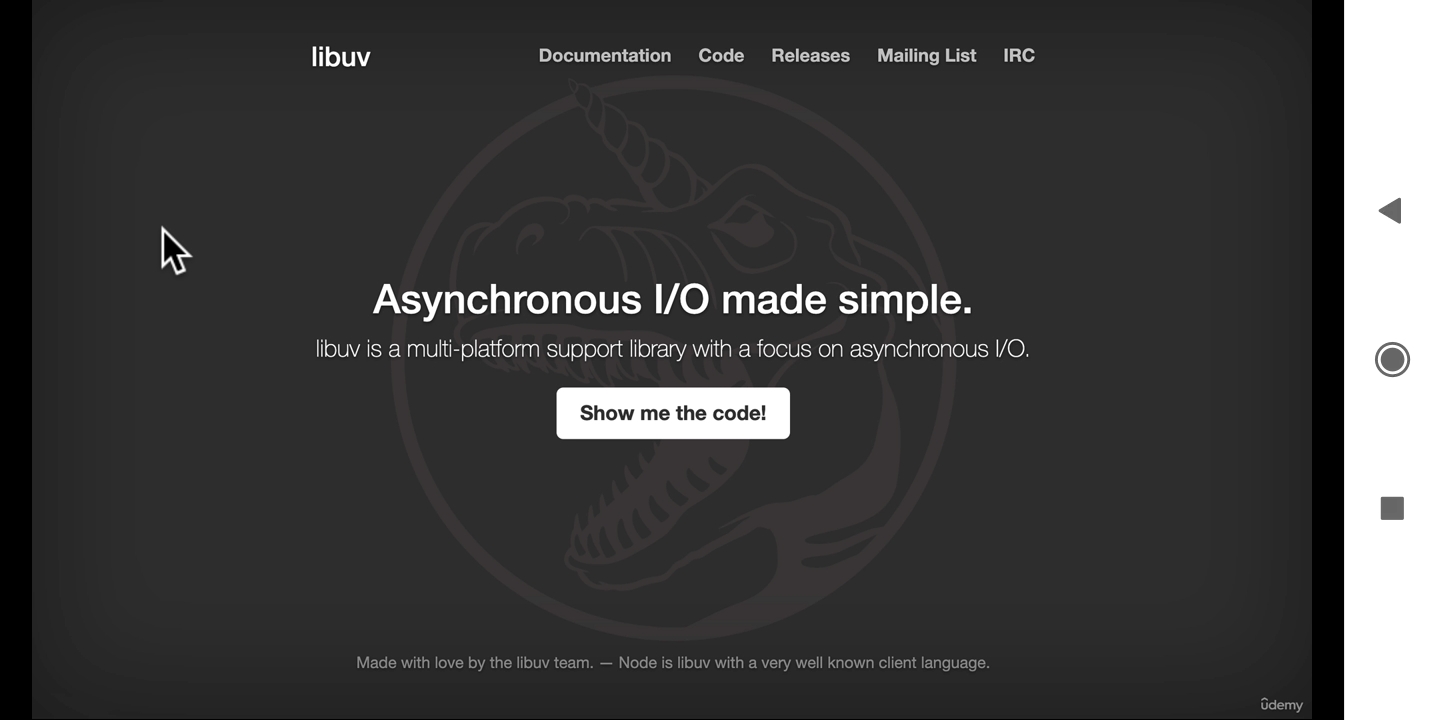 libuv
Documentation Code Releases Mailing List IRC
Asynchronous I/O made simple.
libuv is a multi-platform support library with a focus on asynchronous I/O.
Show me the code!
Made with love by the libuv team. — Node is libuv with a very well known client language.
ûdemy